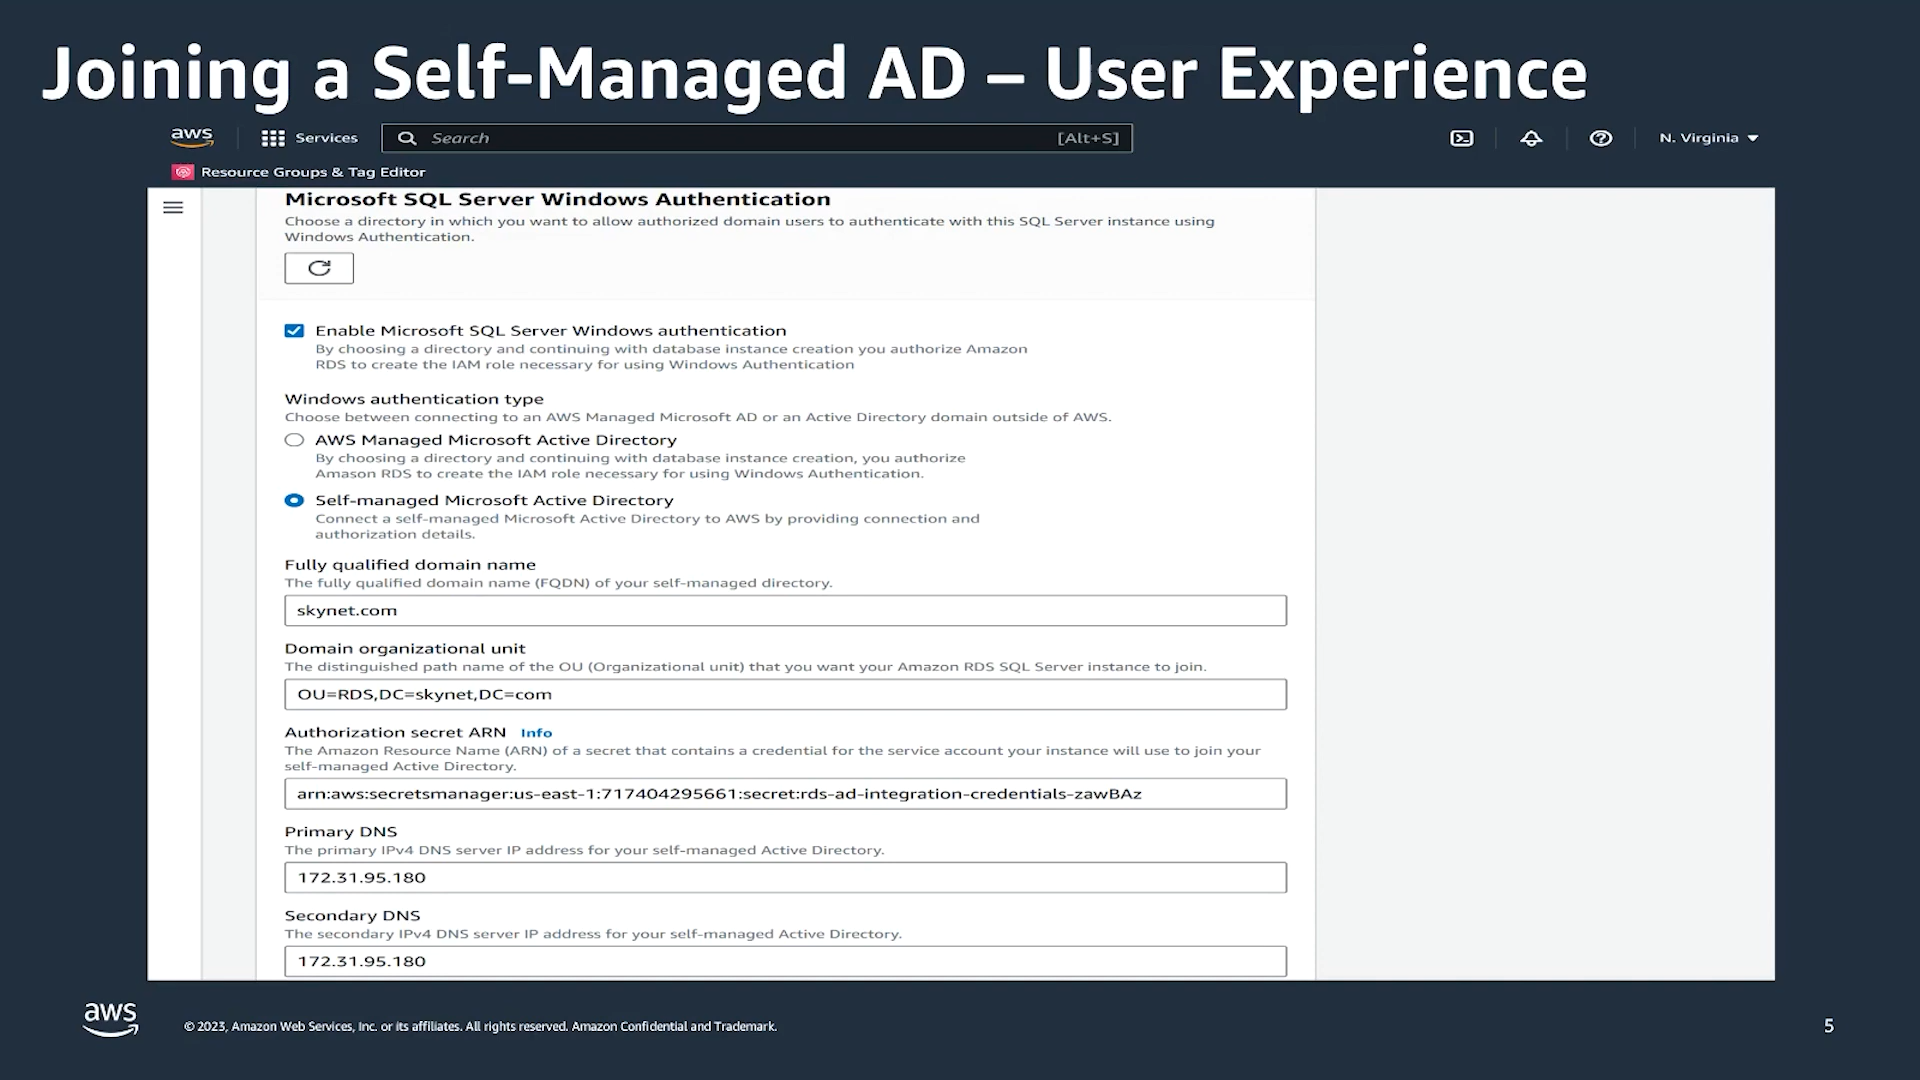 Joining a Self-Managed AD – User Experience
aws
Services
Search
[Alt+S]
N. Virginia
Resource Groups & Tag Editor
Microsoft SQL Server Windows Authentication
Choose a directory in which you want to allow authorized domain users to authenticate with this SQL Server instance using
Windows Authentication.
Enable Microsoft SQL Server Windows authentication
By choosing a directory and continuing with database instance creation you authorize Amazon
RDS to create the IAM role necessary for using Windows Authentication
Windows authentication type
Choose between connecting to an AWS Managed Microsoft AD or an Active Directory domain outside of AWS.
AWS Managed Microsoft Active Directory
By choosing a directory and continuing with database instance creation, you authorize
Amason RDS to create the IAM role necessary for using Windows Authentication.
Self-managed Microsoft Active Directory
Connect a self-managed Microsoft Active Directory to AWS by providing connection and
authorization details.
Fully qualified domain name
The fully qualified domain name (FQDN) of your self-managed directory.
skynet.com
Domain organizational unit
The distinguished path name of the OU (Organizational unit) that you want your Amazon RDS SQL Server instance to join.
OU=RDS,DC=skynet,DC=com
Authorization secret ARN Info
The Amazon Resource Name (ARN) of a secret that contains a credential for the service account your instance will use to join your
self-managed Active Directory.
arn:aws:secretsmanager:us-east-1:717404295661:secret:rds-ad-integration-credentials-zawBAz
Primary DNS
The primary IPv4 DNS server IP address for your self-managed Active Directory.
172.31.95.180
Secondary DNS
The secondary IPv4 DNS server IP address for your self-managed Active Directory.
172.31.95.180
aws
© 2023, Amazon Web Services, Inc. or its affiliates. All rights reserved. Amazon Confidential and Trademark.
5